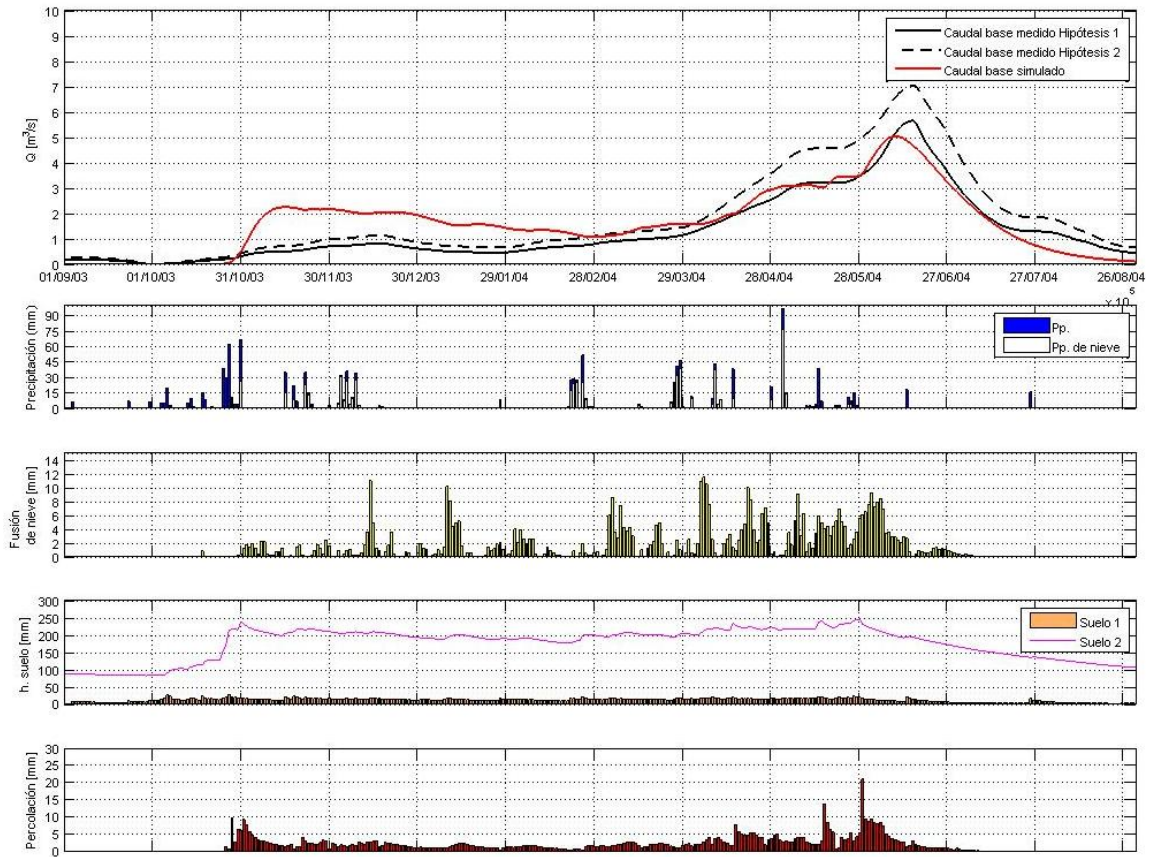 10
9
8
7
6
5
4
3
2
1
0
Q [m³/s]
Caudal base medido Hipótesis 1
Caudal base medido Hipótesis 2
Caudal base simulado
01/09/03 01/10/03 31/10/03 30/11/03 30/12/03 29/01/04 28/02/04 29/03/04 28/04/04 28/05/04 27/06/04 27/07/04 26/08/04
s
x 10
90
75
60
45
30
15
0
Precipitación (mm)
Pp.
Pp. de nieve
14
12
10
8
6
4
2
0
Fusión
de nieve [mm]
300
250
200
150
100
50
0
h. suelo [mm]
Suelo 1
Suelo 2
30
25
20
15
10
5
0
Percolación [mm]